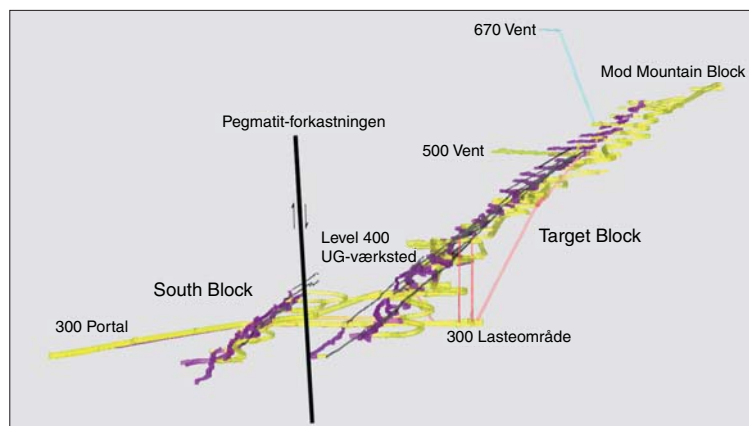 670 Vent
Mod Mountain Block
Pegmatit-forkastningen
500 Vent
Level 400
UG-værksted
Target Block
South Block
300 Portal
300 Lasteområde